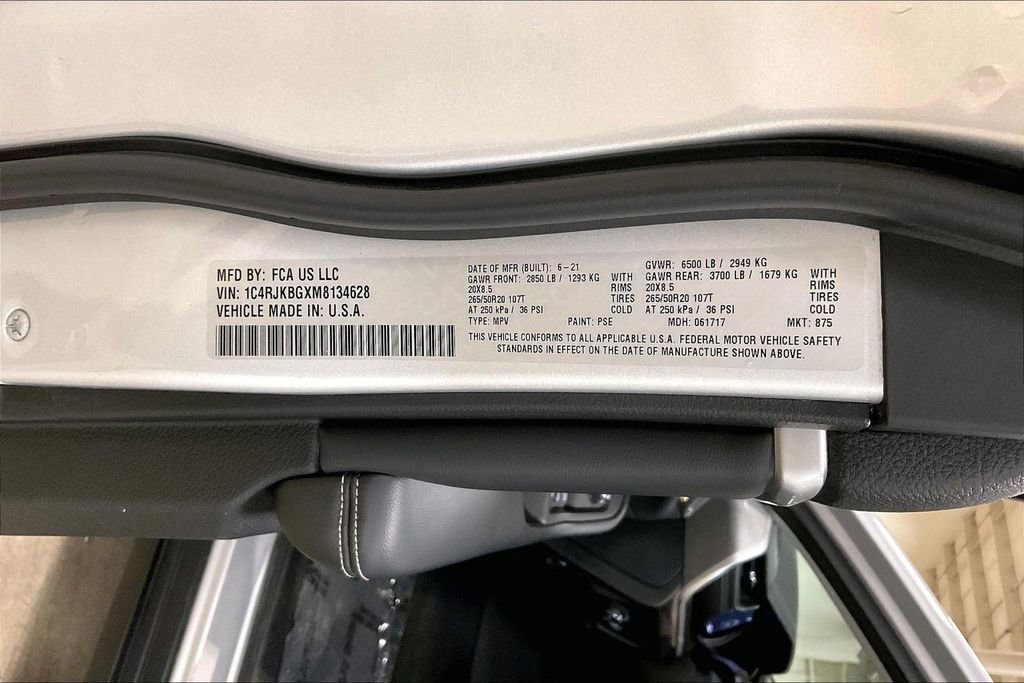 MFD BY: FCA US LLC
VIN: 1C4RJKBGXM8134628
VEHICLE MADE IN: U.S.A.
DATE OF MFR (BUILT): 6-21
GAWR FRONT: 2850 LB / 1293 KG WITH
20X8.5 RIMS
265/50R20 107T TIRES
AT 250 kPa / 36 PSI COLD
TYPE: MPV PAINT: PSE
GVWR: 6500 LB / 2949 KG
GAWR REAR: 3700 LB / 1679 KG WITH
20X8.5 RIMS
265/50R20 107T TIRES
AT 250 kPa / 36 PSI COLD
MDH: 061717 MKT: 875
THIS VEHICLE CONFORMS TO ALL APPLICABLE U.S.A. FEDERAL MOTOR VEHICLE SAFETY
STANDARDS IN EFFECT ON THE DATE OF MANUFACTURE SHOWN ABOVE.